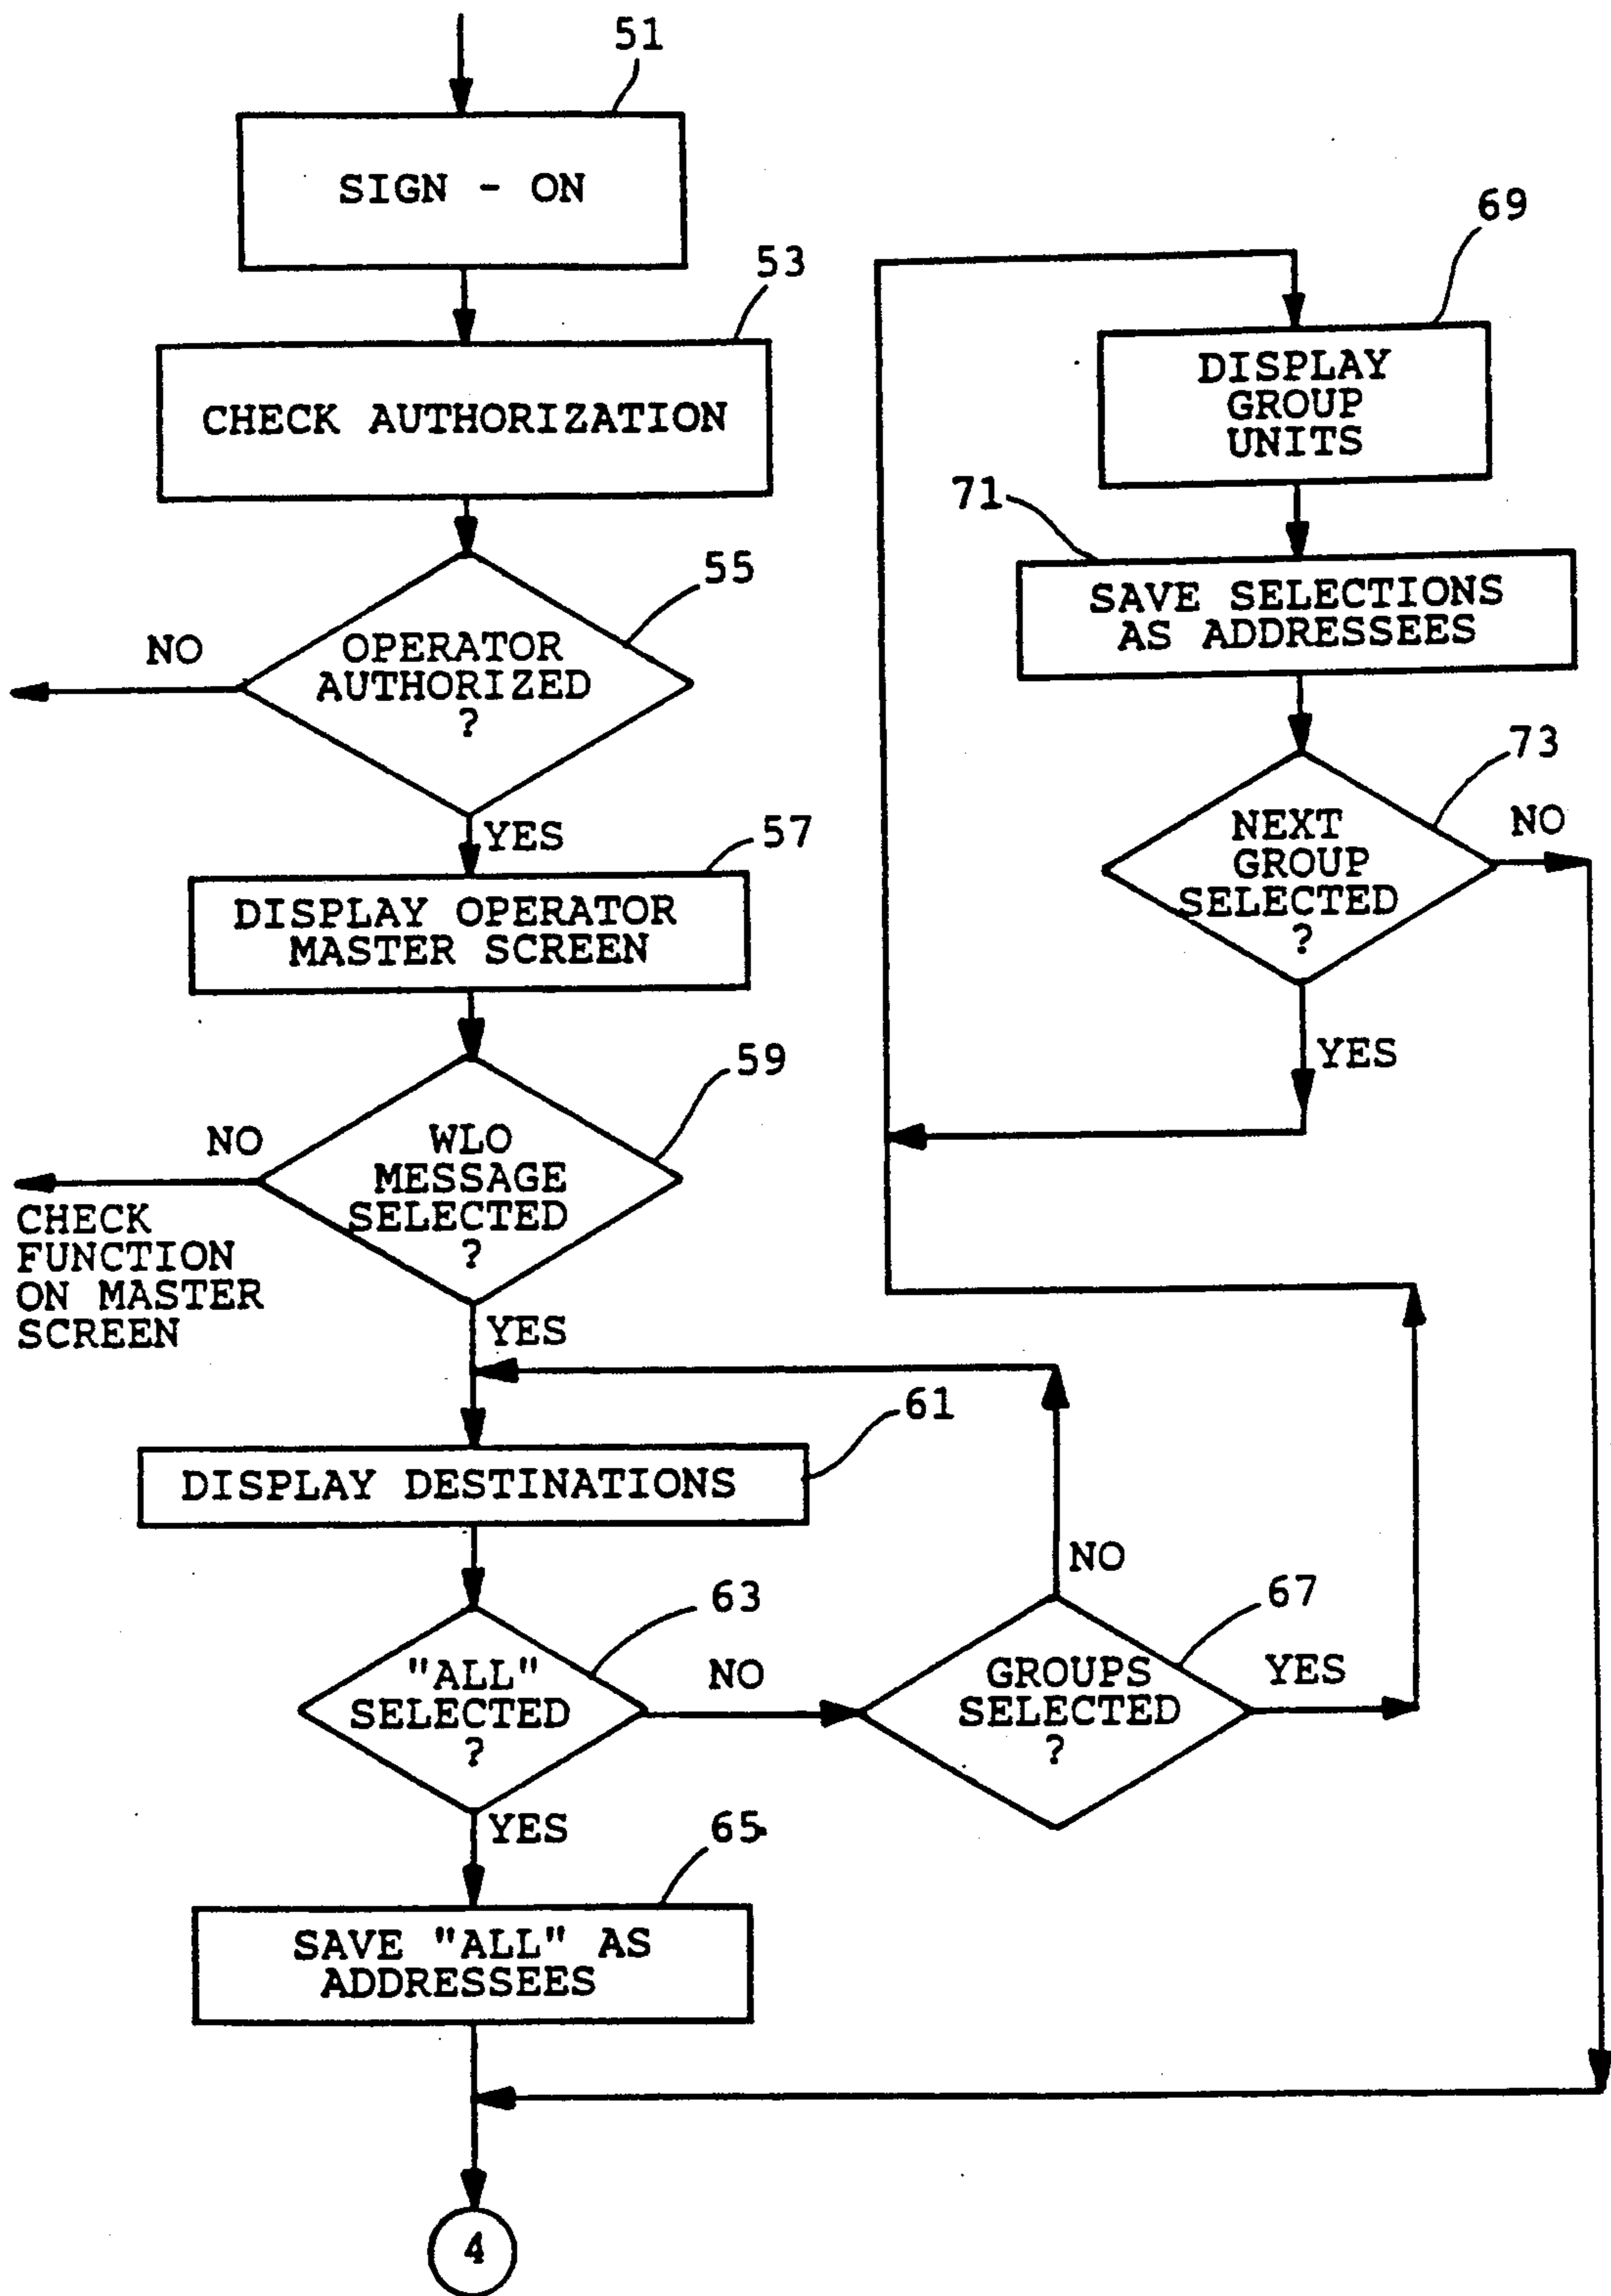 51
SIGN - ON
53
CHECK AUTHORIZATION
55
NO
OPERATOR
AUTHORIZED
?
YES
57
DISPLAY OPERATOR
MASTER SCREEN
59
NO
WLO
MESSAGE
SELECTED
?
CHECK
FUNCTION
ON MASTER
SCREEN
YES
61
DISPLAY DESTINATIONS
63
"ALL"
SELECTED
?
NO
YES
65
SAVE "ALL" AS
ADDRESSEES
67
NO
GROUPS
SELECTED
?
YES
69
DISPLAY
GROUP
UNITS
71
SAVE SELECTIONS
AS ADDRESSEES
73
NEXT
GROUP
SELECTED
?
NO
YES
4